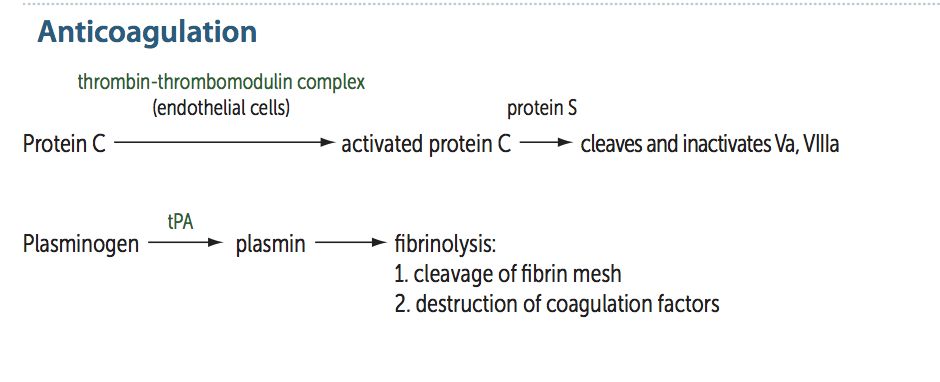 Anticoagulation
thrombin-thrombomodulin complex
(endothelial cells)
protein S
Protein C
activated protein C
cleaves and inactivates Va, VIIIa
tPA
Plasminogen
plasmin
fibrinolysis:
1. cleavage of fibrin mesh
2. destruction of coagulation factors